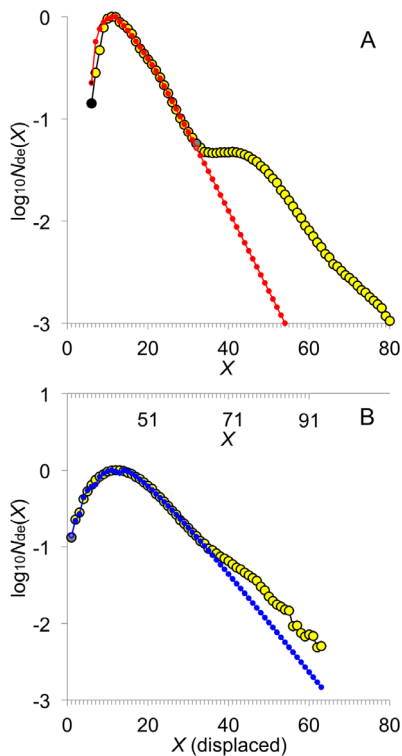 A
0
-1
-2
-3
log10Nde(X)
0 20 40 60 80
X
B
51 71 91
X
1
0
-1
-2
-3
log10Nde(X)
0 20 40 60 80
X (displaced)